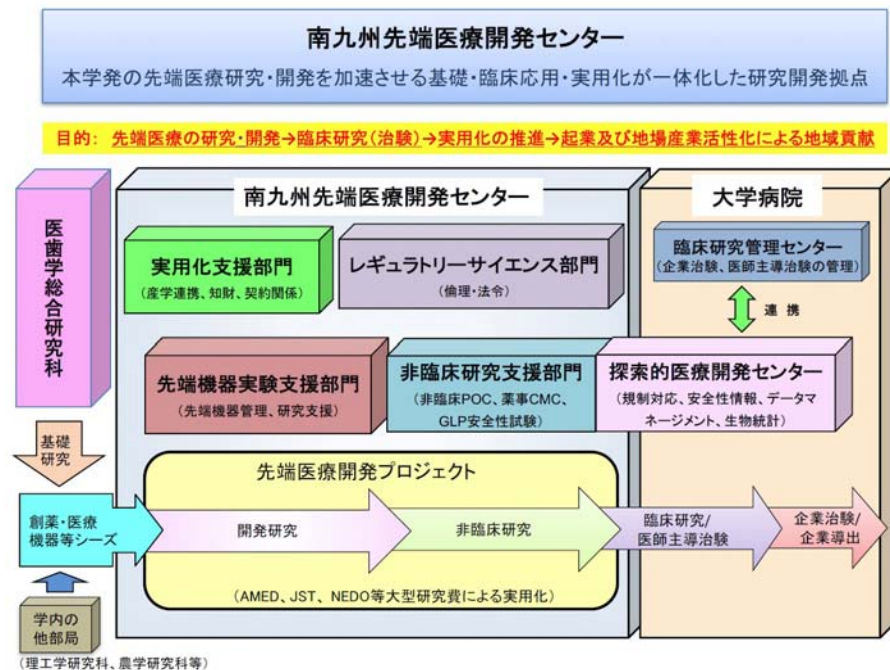 南九州先端医療開発センター
本学発の先端医療研究・開発を加速させる基礎・臨床応用・実用化が一体化した研究開発拠点
目的： 先端医療の研究・開発→臨床研究（治験）→実用化の推進→起業及び地場産業活性化による地域貢献
医歯学総合研究科
南九州先端医療開発センター
大学病院
実用化支援部門
（産学連携、知財、契約関係）
レギュラトリーサイエンス部門
（倫理・法令）
臨床研究管理センター
（企業治験、医師主導治験の管理）
連 携
先端機器実験支援部門
（先端機器管理、研究支援）
非臨床研究支援部門
（非臨床POC、薬事CMC、
GLP安全性試験）
探索的医療開発センター
（規制対応、安全性情報、データマ
ネージメント、生物統計）
基礎
研究
先端医療開発プロジェクト
創薬・医療
機器等シーズ
開発研究
非臨床研究
臨床研究/
医師主導治験
企業治験/
企業導出
（AMED、JST、NEDO等大型研究費による実用化）
学内の
他部局
（理工学研究科、農学研究科等）